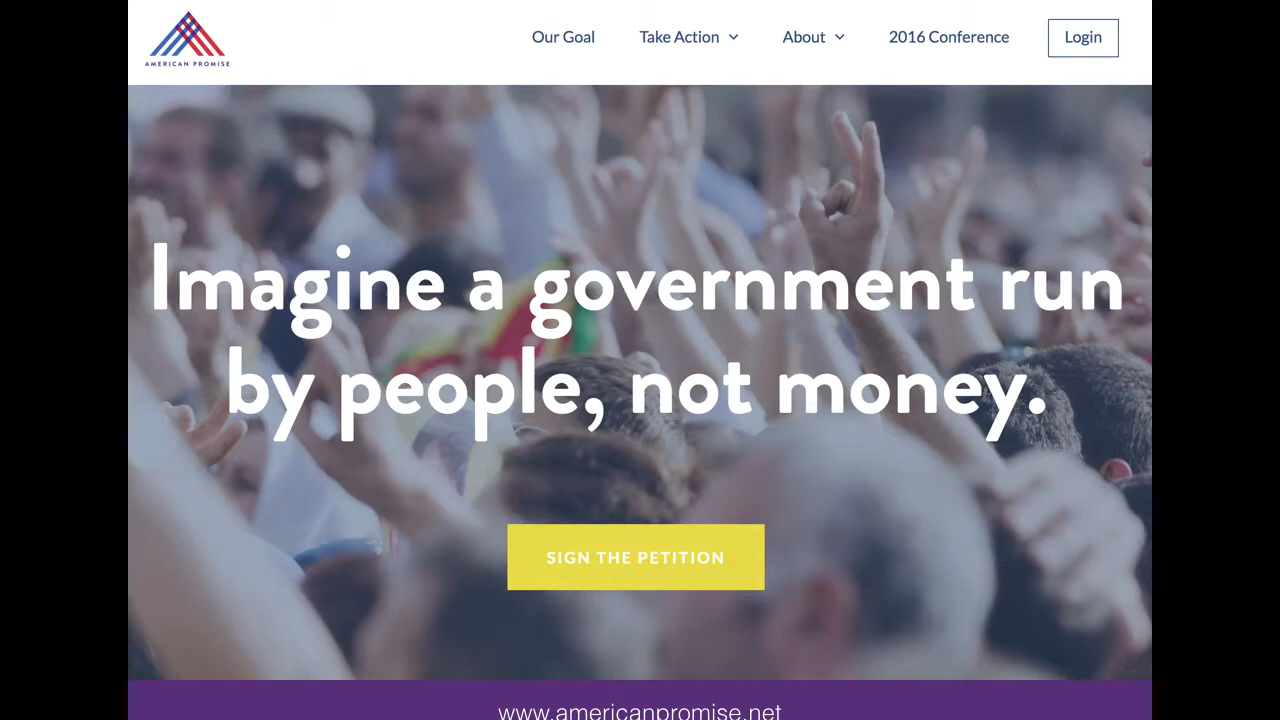 AMERICAN PROMISE
Our Goal
Take Action
About
2016 Conference
Login
Imagine a government run
by people, not money.
SIGN THE PETITION
www.americanpromise.net